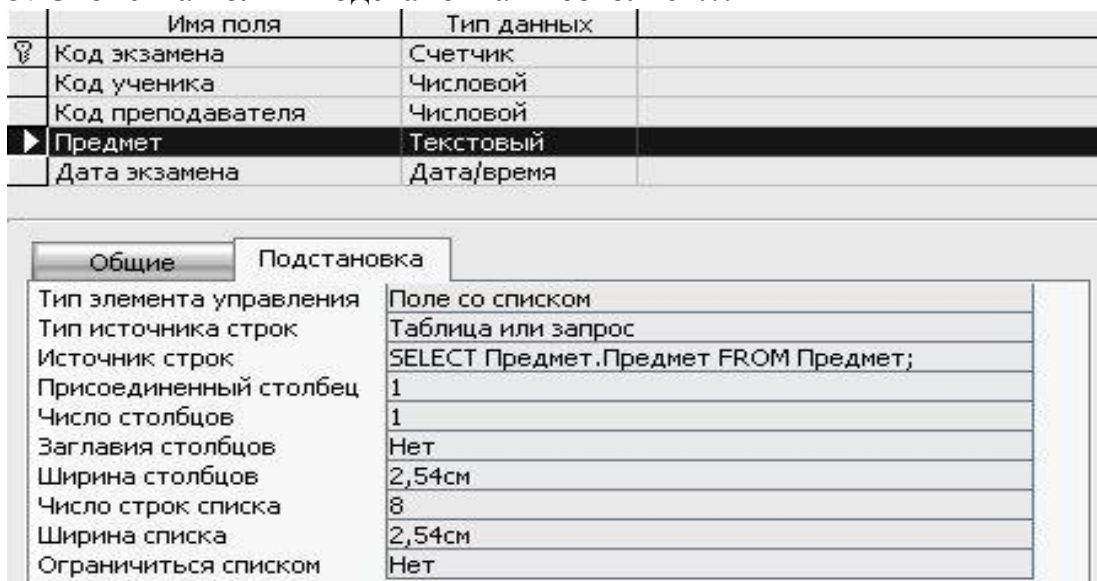 Имя поля Тип данных
Код экзамена Счетчик
Код ученика Числовой
Код преподавателя Числовой
Предмет Текстовый
Дата экзамена Дата/время
Общие Подстановка
Тип элемента управления Поле со списком
Тип источника строк Таблица или запрос
Источник строк SELECT Предмет.Предмет FROM Предмет;
Присоединенный столбец 1
Число столбцов 1
Заглавия столбцов Нет
Ширина столбцов 2,54см
Число строк списка 8
Ширина списка 2,54см
Ограничиться списком Нет